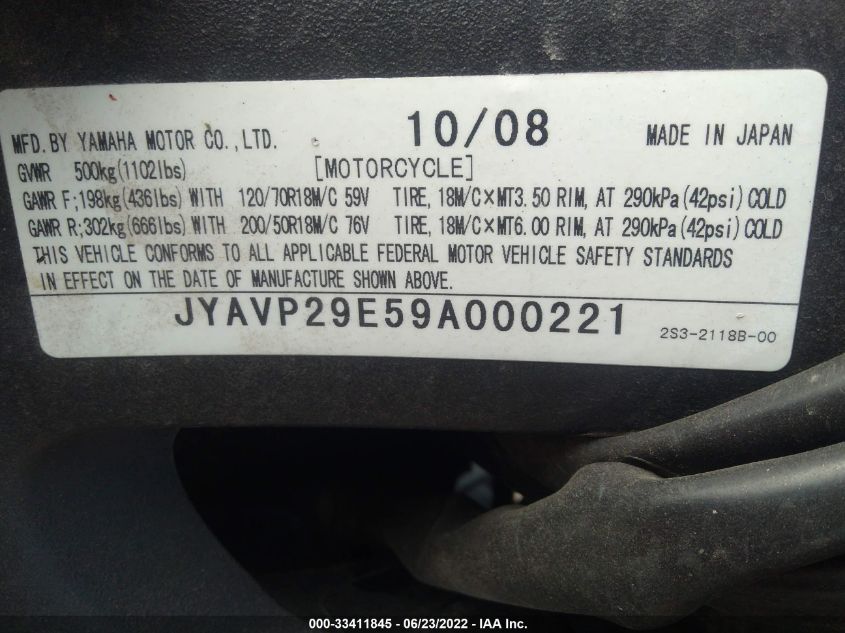 MFD.BY YAMAHA MOTOR CO.,LTD. 10/08 MADE IN JAPAN
GVWR 500kg(1102lbs) [MOTORCYCLE]
GAWR F;198kg(436lbs) WITH 120/70R18M/C 59V TIRE, 18M/C×MT3.50 RIM, AT 290kPa(42psi) COLD
GAWR R;302kg(666lbs) WITH 200/50R18M/C 76V TIRE, 18M/C×MT6.00 RIM, AT 290kPa(42psi) COLD
THIS VEHICLE CONFORMS TO ALL APPLICABLE FEDERAL MOTOR VEHICLE SAFETY STANDARDS
IN EFFECT ON THE DATE OF MANUFACTURE SHOWN ABOVE.
JYAVP29E59A000221 2S3-2118B-00
000-33411845 / 06/23/2022 - IAA Inc.